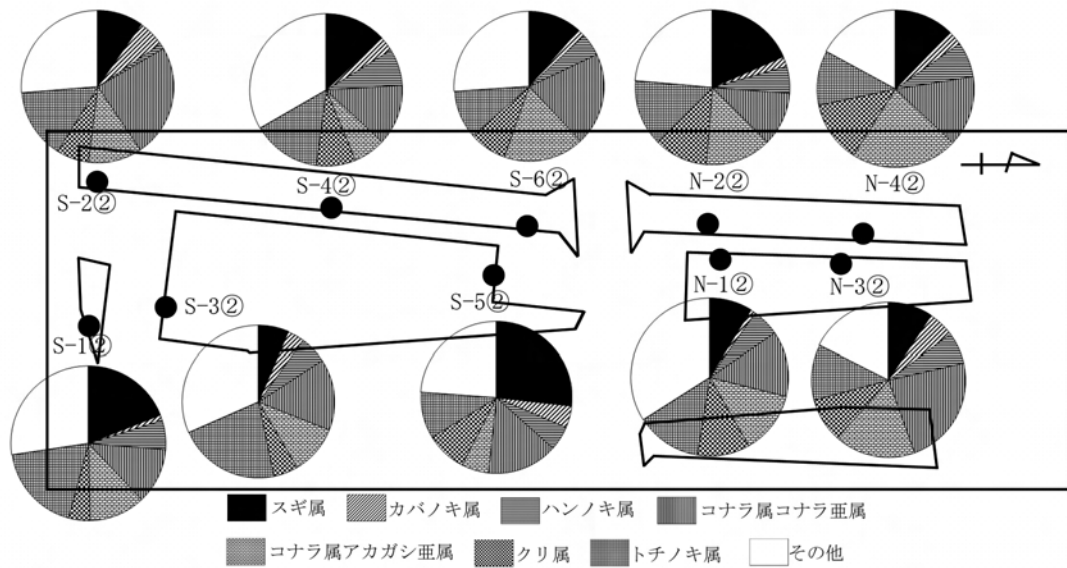 S-2② S-4② S-6② N-2② N-4②
S-1② S-3② S-5② N-1② N-3②
スギ属 カバノキ属 ハンノキ属 コナラ属コナラ亜属
コナラ属アカガシ亜属 クリ属 トチノキ属 その他